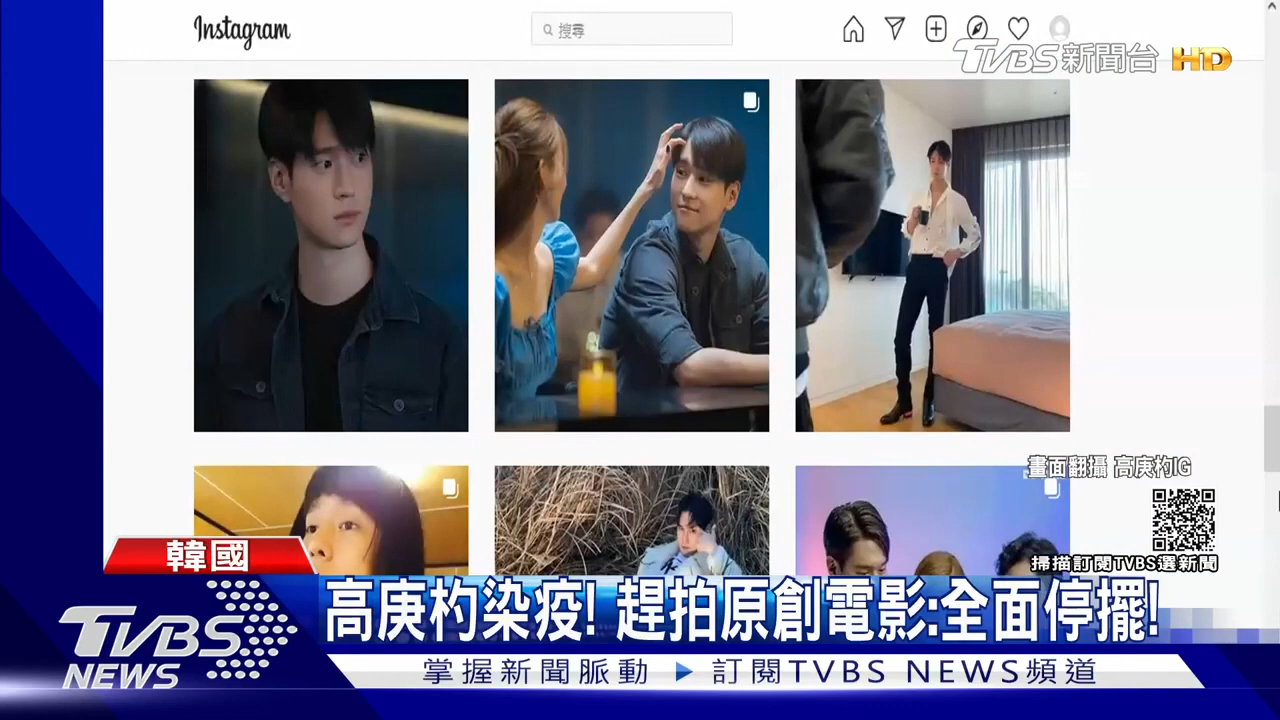 Instagram
搜尋
TVBS新聞台 HD
畫面翻攝 高庚杓IG
掃描訂閱TVBS選新聞
韓國
高庚杓染疫! 趕拍原創電影:全面停擺!
TVBS
NEWS
掌握新聞脈動 ▶ 訂閱TVBS NEWS頻道